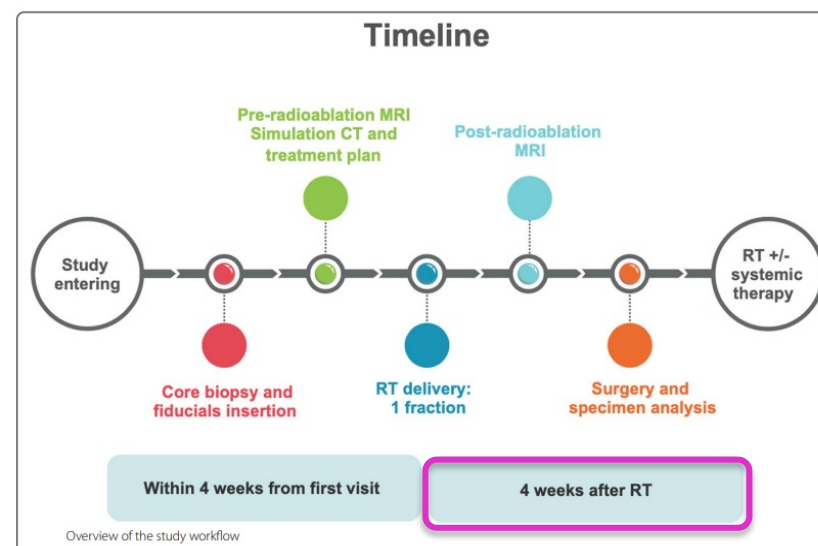 Timeline
Pre-radioablation MRI
Simulation CT and
treatment plan
Post-radioablation
MRI
Study
entering
RT +/-
systemic
therapy
Core biopsy and
fiducials insertion
RT delivery:
1 fraction
Surgery and
specimen analysis
Within 4 weeks from first visit
4 weeks after RT
Overview of the study workflow